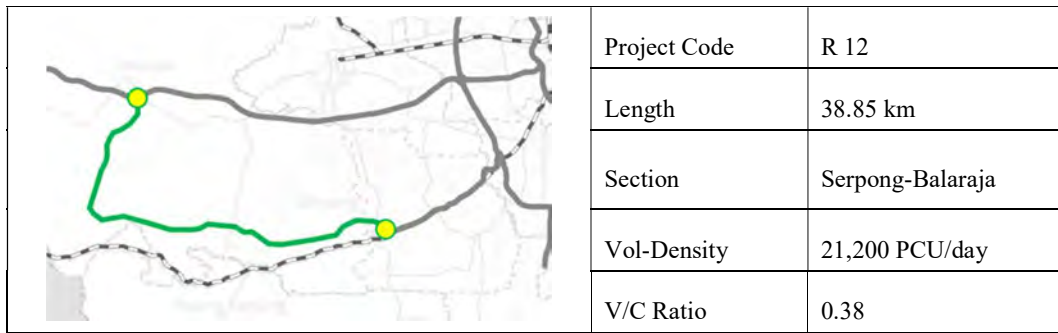 Project Code R 12
Length 38.85 km
Section Serpong-Balaraja
Vol-Density 21,200 PCU/day
V/C Ratio 0.38